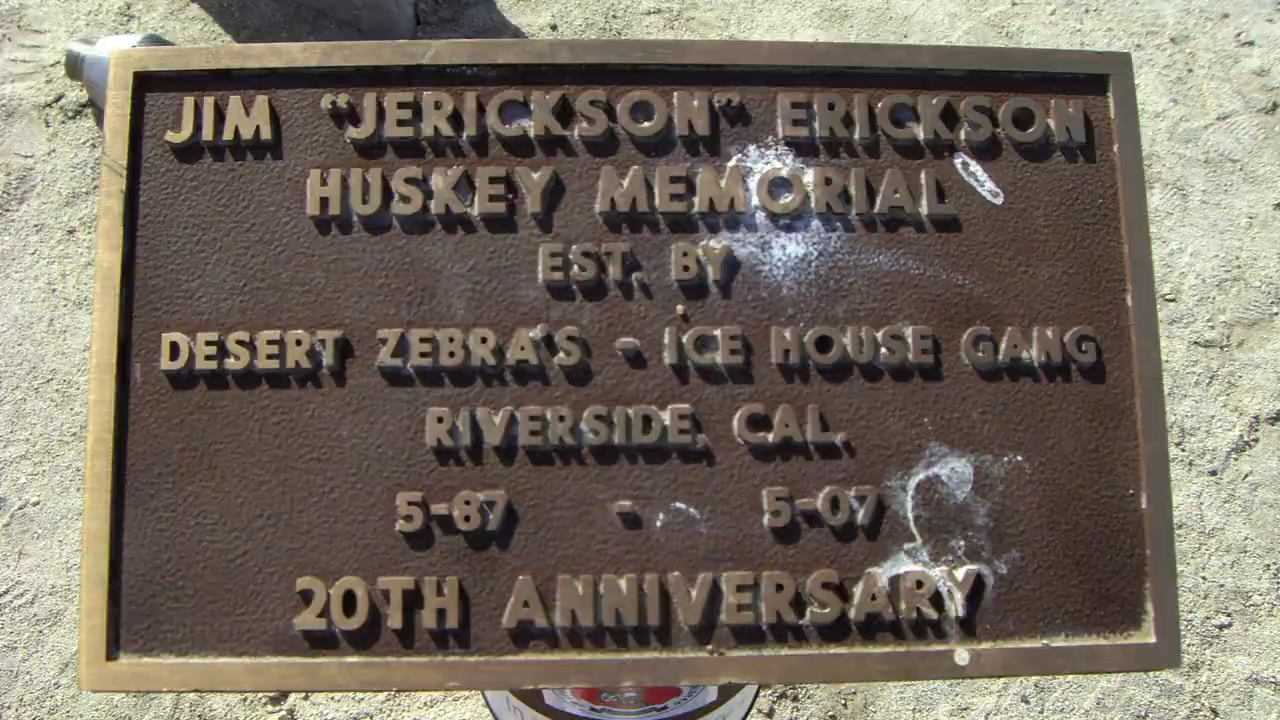 JIM "JERICKSON" ERICKSON
HUSKEY MEMORIAL
EST. BY
DESERT ZEBRA'S - ICE HOUSE GANG
RIVERSIDE, CAL.
5-87 - 5-07
20TH ANNIVERSARY